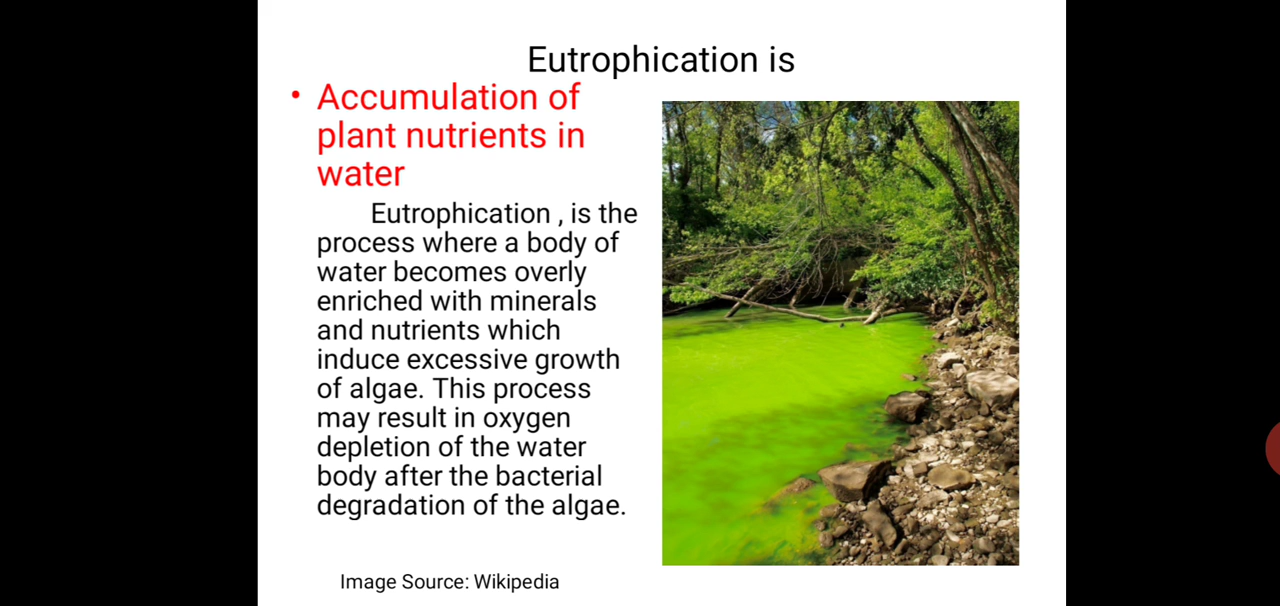 Eutrophication is
• Accumulation of
plant nutrients in
water
Eutrophication , is the
process where a body of
water becomes overly
enriched with minerals
and nutrients which
induce excessive growth
of algae. This process
may result in oxygen
depletion of the water
body after the bacterial
degradation of the algae.
Image Source: Wikipedia